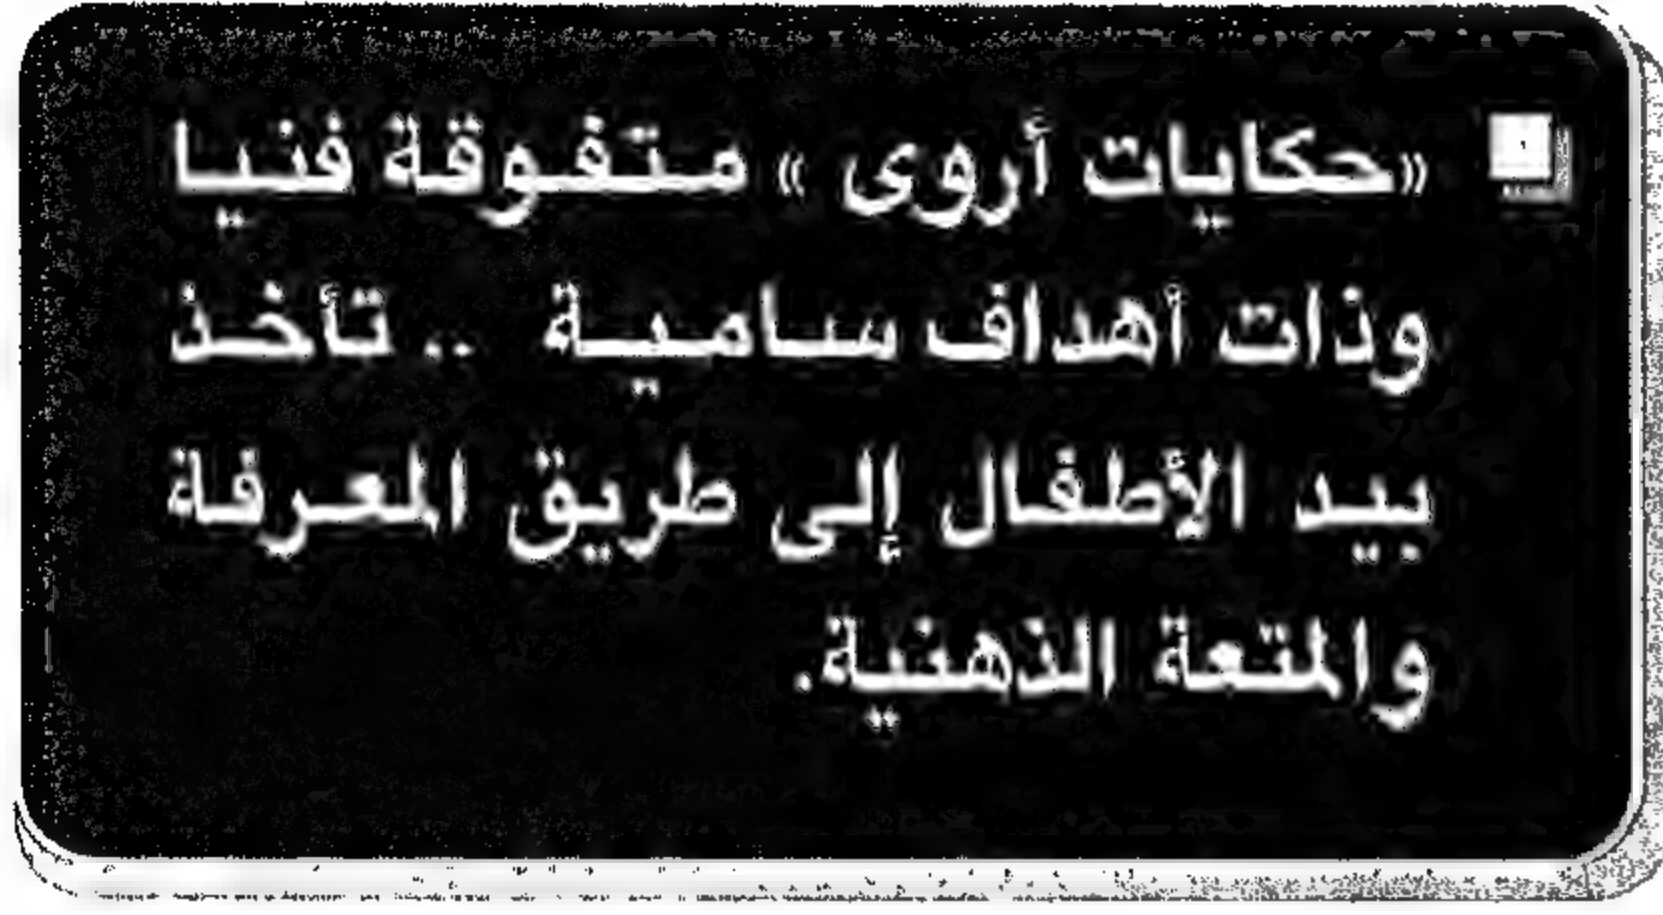 «حكايات أروى » متفوقة فنيا
وذات أهداف سامية .. تأخذ
بيد الأطفال إلى طريق المعرفة
والمتعة الذهنية.